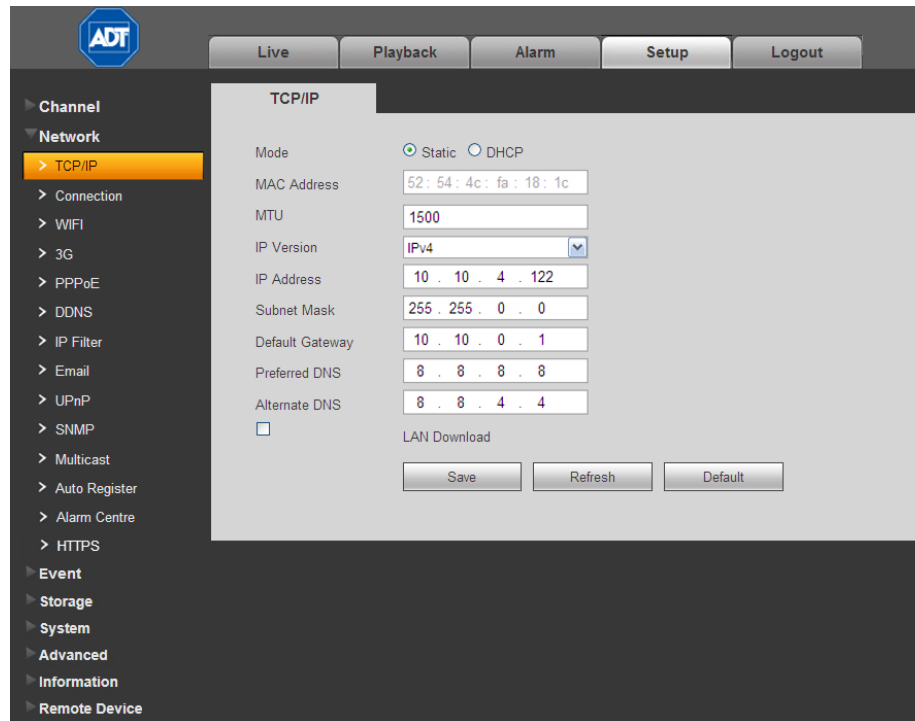 ADT
Live Playback Alarm Setup Logout
TCP/IP
Channel
Network
TCP/IP
Connection
WIFI
3G
PPPoE
DDNS
IP Filter
Email
UPnP
SNMP
Multicast
Auto Register
Alarm Centre
HTTPS
Event
Storage
System
Advanced
Information
Remote Device
Mode Static DHCP
MAC Address 52: 54: 4c: fa: 18: 1c
MTU 1500
IP Version IPv4
IP Address 10 . 10 . 4 . 122
Subnet Mask 255 . 255 . 0 . 0
Default Gateway 10 . 10 . 0 . 1
Preferred DNS 8 . 8 . 8 . 8
Alternate DNS 8 . 8 . 4 . 4
LAN Download
Save Refresh Default